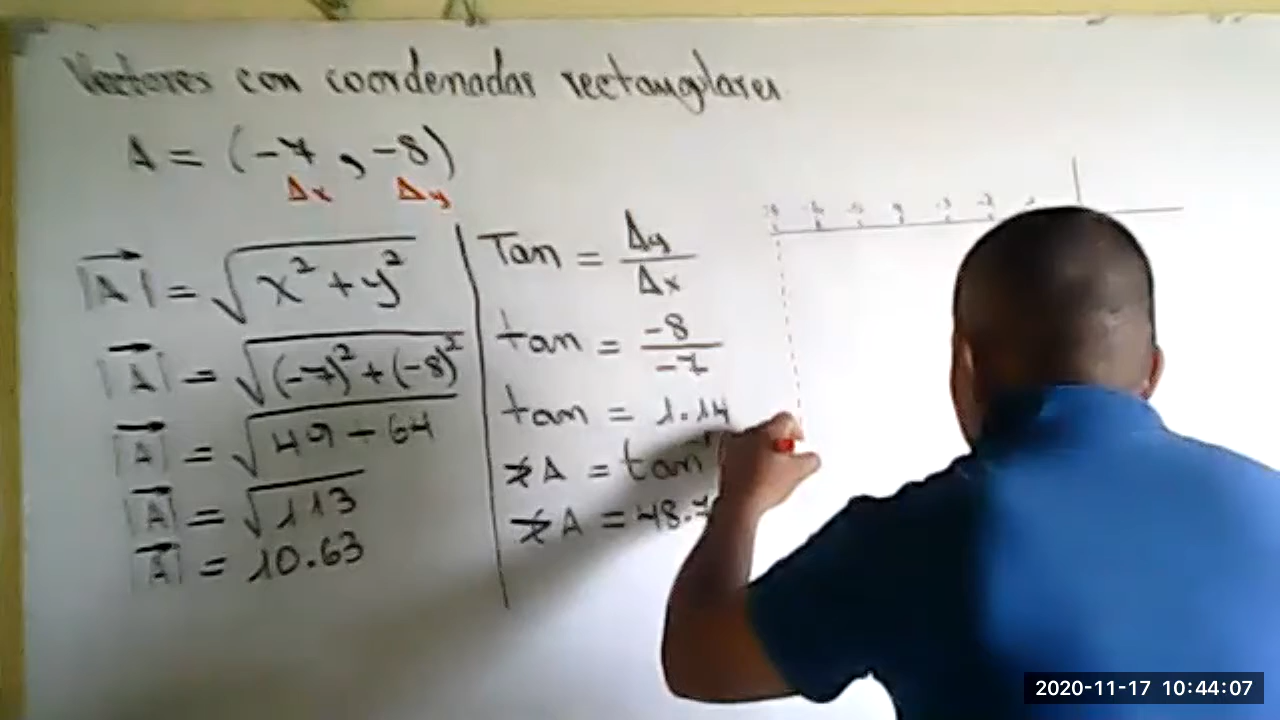 Vectores con coordenadas rectangulares
A = (-7 , -8)
Δx Δy
|A| = √x² + y²
|A| = √(-7)² + (-8)²
|A| = √49 - 64
|A| = √113
|A| = 10.63
Tan = Δy / Δx
tan = -8 / -7
tan = 1.14
∡A = tan
∡A = 48.7
2020-11-17 10:44:07